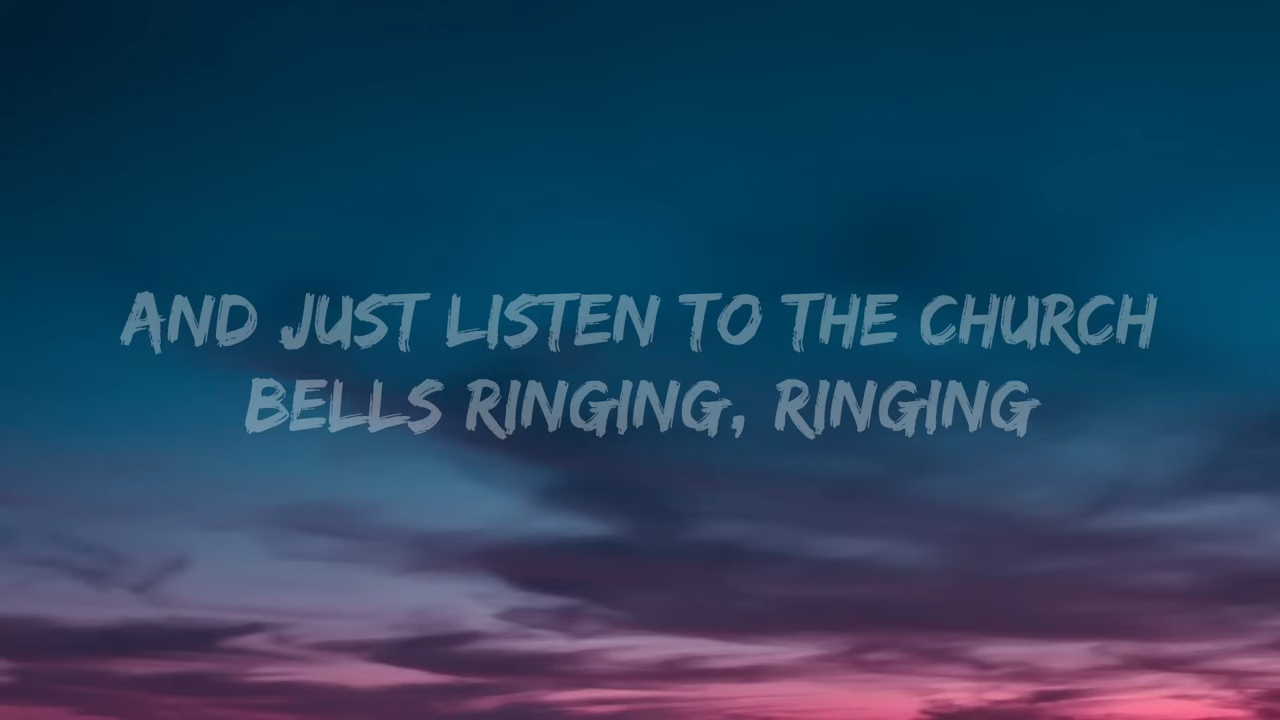 AND JUST LISTEN TO THE CHURCH
BELLS RINGING, RINGING